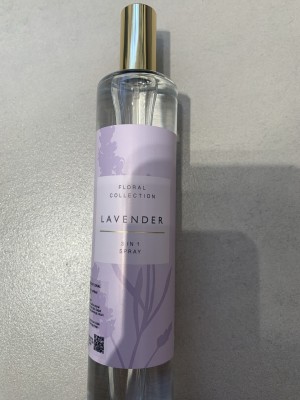 FLORAL
COLLECTION
LAVENDER
3 IN 1
SPRAY